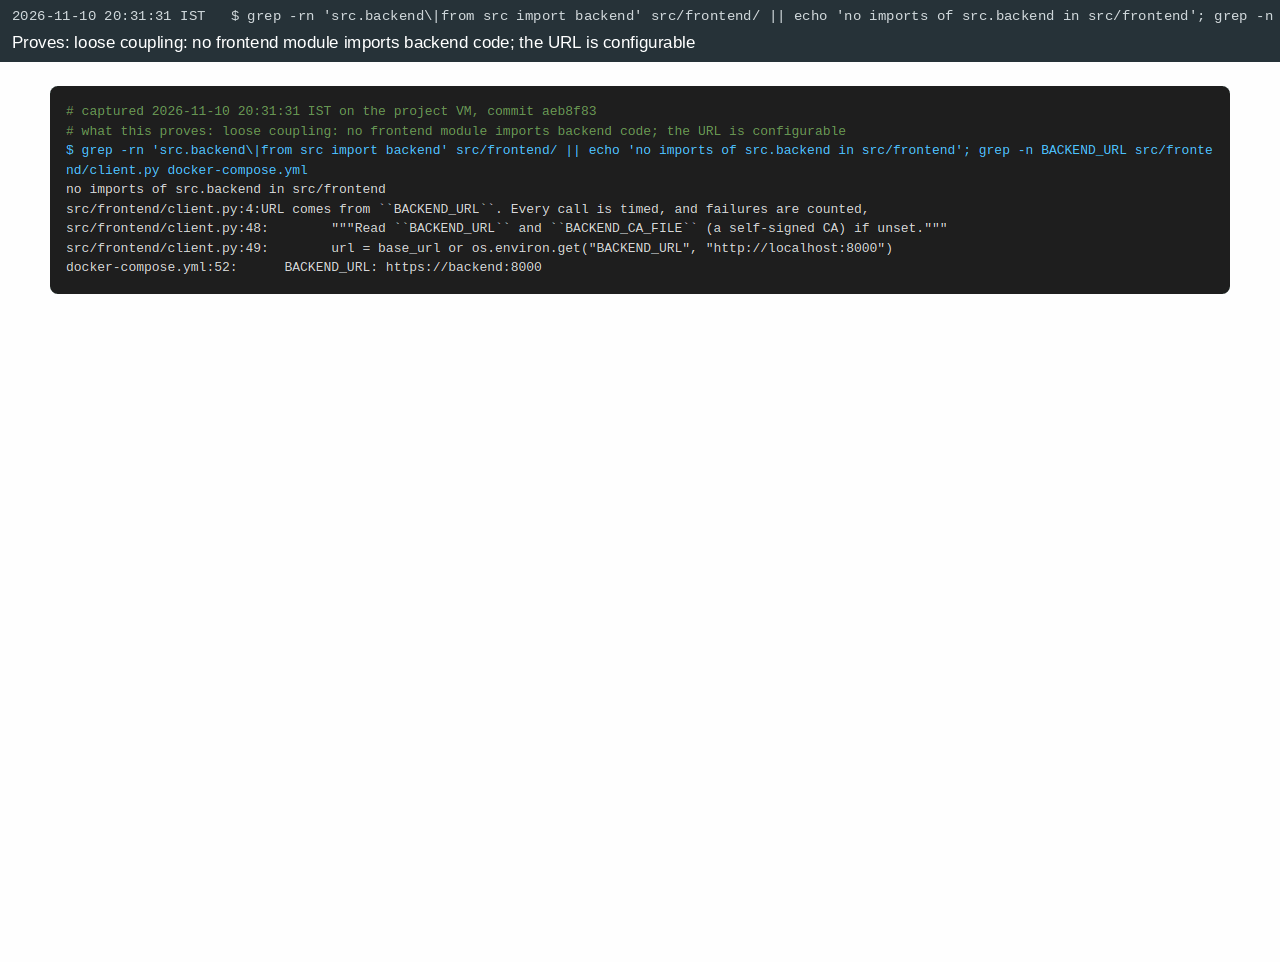 2026-11-10 20:31:31 IST   $ grep -rn 'src.backend\|from src import backend' src/frontend/ || echo 'no imports of src.backend in src/frontend'; grep -n
Proves: loose coupling: no frontend module imports backend code; the URL is configurable
# captured 2026-11-10 20:31:31 IST on the project VM, commit aeb8f83
# what this proves: loose coupling: no frontend module imports backend code; the URL is configurable
$ grep -rn 'src.backend\|from src import backend' src/frontend/ || echo 'no imports of src.backend in src/frontend'; grep -n BACKEND_URL src/fronte
nd/client.py docker-compose.yml
no imports of src.backend in src/frontend
src/frontend/client.py:4:URL comes from ``BACKEND_URL``. Every call is timed, and failures are counted,
src/frontend/client.py:48:        """Read ``BACKEND_URL`` and ``BACKEND_CA_FILE`` (a self-signed CA) if unset."""
src/frontend/client.py:49:        url = base_url or os.environ.get("BACKEND_URL", "http://localhost:8000")
docker-compose.yml:52:      BACKEND_URL: https://backend:8000